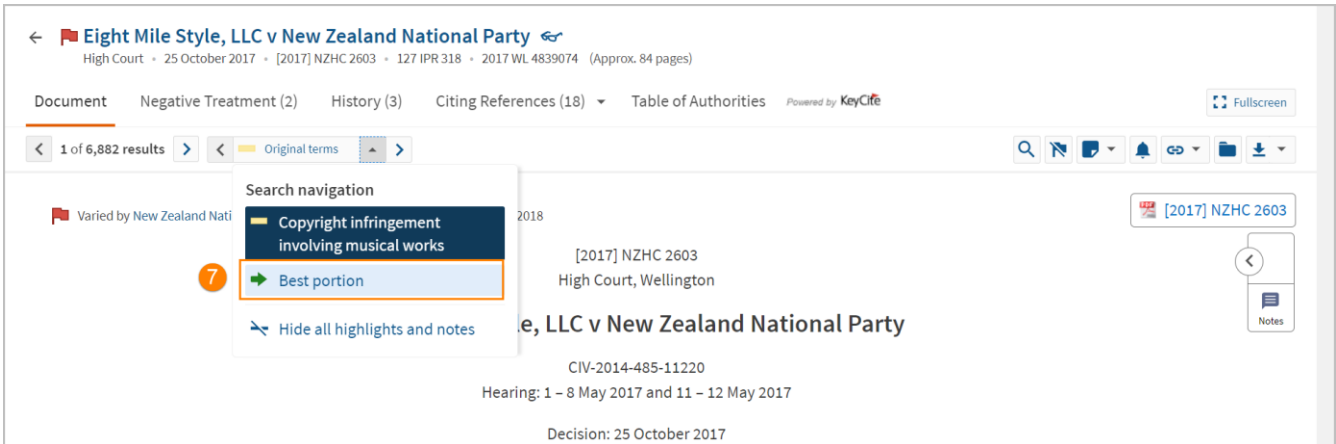 Eight Mile Style, LLC v New Zealand National Party
High Court • 25 October 2017 • [2017] NZHC 2603 • 127 IPR 318 • 2017 WL 4839074 (Approx. 84 pages)
Document Negative Treatment (2) History (3) Citing References (18) Table of Authorities Powered by KeyCite Fullscreen
1 of 6,882 results Original terms
Search navigation
Varied by New Zealand Nati 2018 [2017] NZHC 2603
Copyright infringement
involving musical works
[2017] NZHC 2603
7 Best portion High Court, Wellington
Hide all highlights and notes
e, LLC v New Zealand National Party
Notes
CIV-2014-485-11220
Hearing: 1 – 8 May 2017 and 11 – 12 May 2017
Decision: 25 October 2017